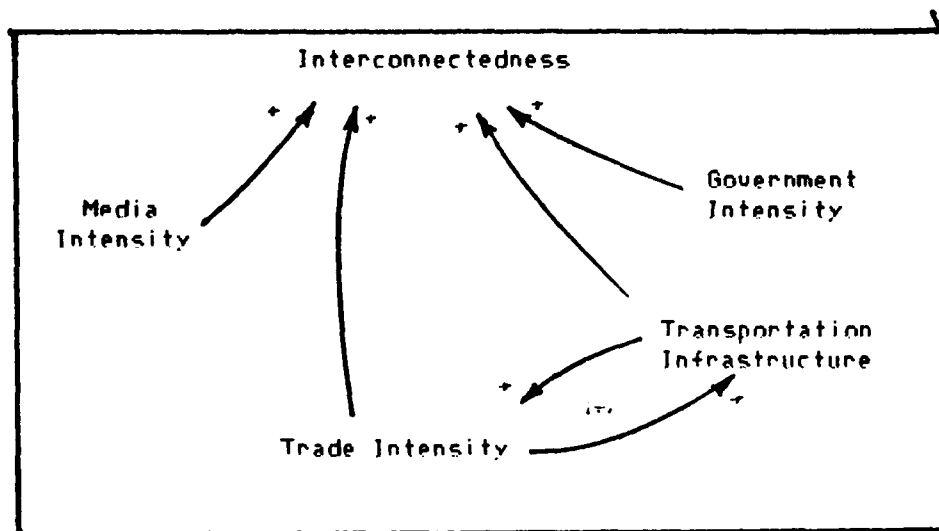 Interconnectedness
+
+
+
+
Government
Intensity
Media
Intensity
Transportation
Infrastructure
+
+
Trade Intensity